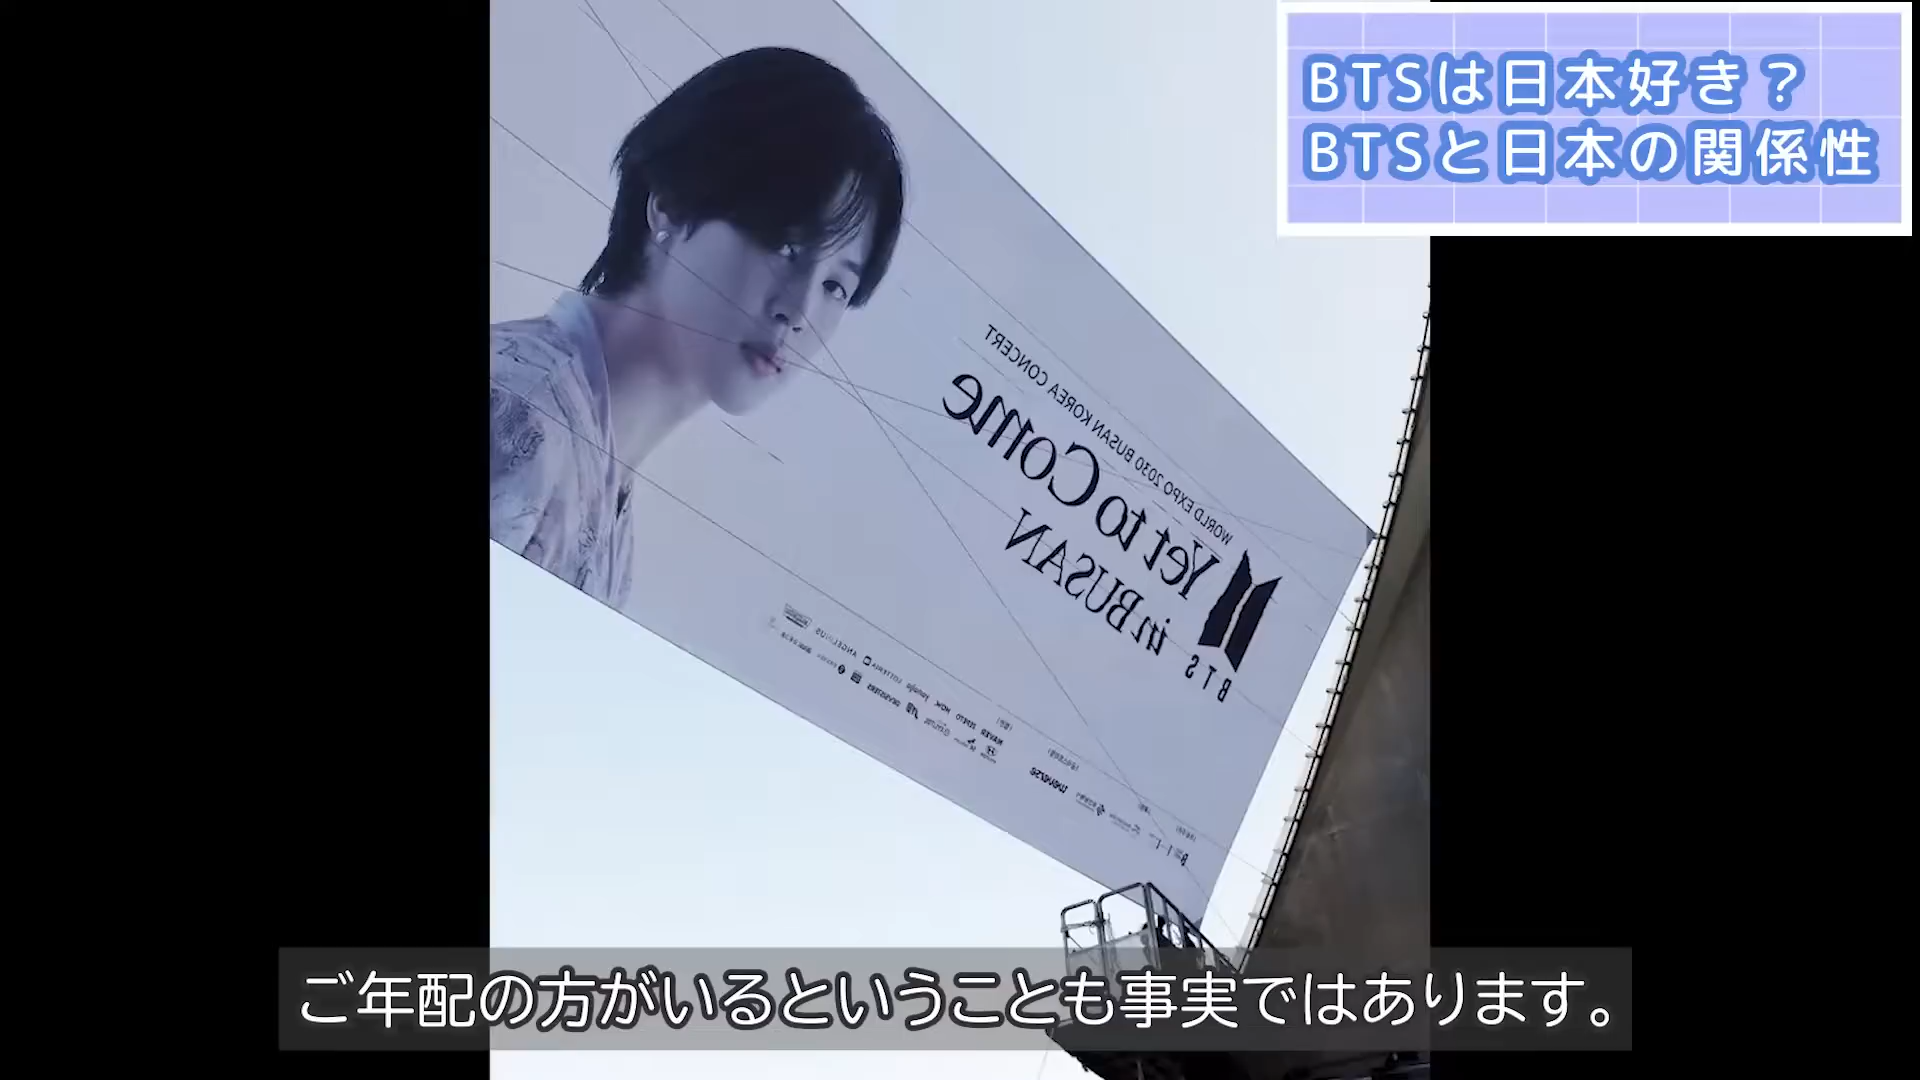 BTSは日本好き？
BTSと日本の関係性
WORLD EXPO 2030 BUSAN KOREA CONCERT
Yet to Come
in BUSAN
BTS
weverse
ご年配の方がいるということも事実ではあります。